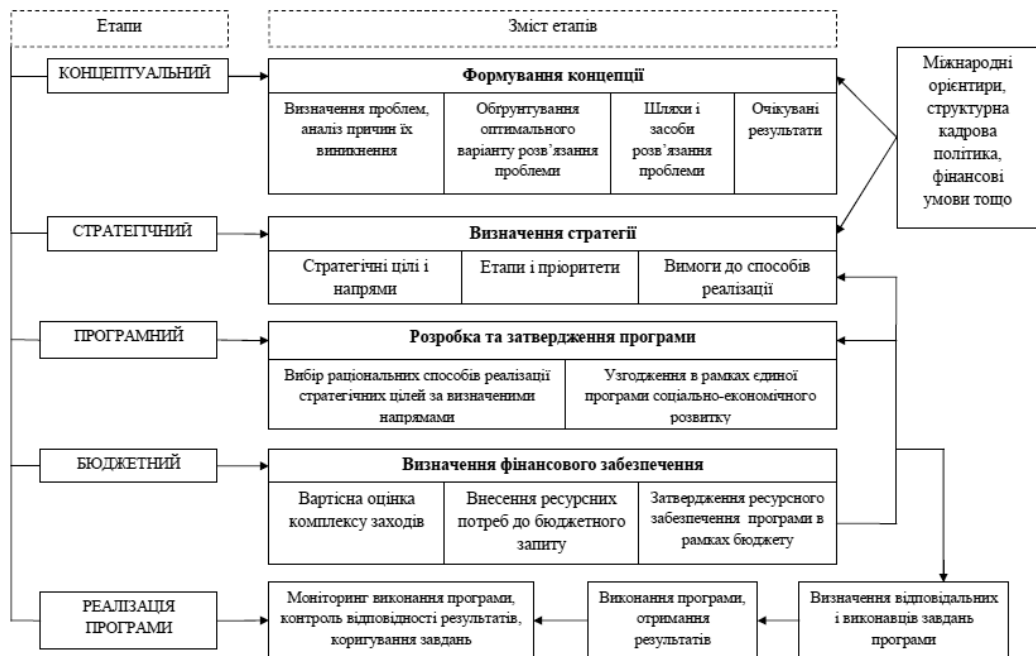 Етапи
Зміст етапів
КОНЦЕПТУАЛЬНИЙ
Формування концепції
Визначення проблем,
аналіз причин їх
виникнення
Обґрунтування
оптимального
варіанту розв’язання
проблеми
Шляхи і
засоби
розв’язання
проблеми
Очікувані
результати
Міжнародні
орієнтири,
структурна
кадрова
політика,
фінансові
умови тощо
СТРАТЕГІЧНИЙ
Визначення стратегії
Стратегічні цілі і
напрями
Етапи і пріоритети
Вимоги до способів
реалізації
ПРОГРАМНИЙ
Розробка та затвердження програми
Вибір раціональних способів реалізації
стратегічних цілей за визначеними
напрямами
Узгодження в рамках єдиної
програми соціально-економічного
розвитку
БЮДЖЕТНИЙ
Визначення фінансового забезпечення
Вартісна оцінка
комплексу заходів
Внесення ресурсних
потреб до бюджетного
запиту
Затвердження ресурсного
забезпечення програми в
рамках бюджету
РЕАЛІЗАЦІЯ
ПРОГРАМИ
Моніторинг виконання програми,
контроль відповідності результатів,
коригування завдань
Виконання програми,
отримання
результатів
Визначення відповідальних
і виконавців завдань
програми